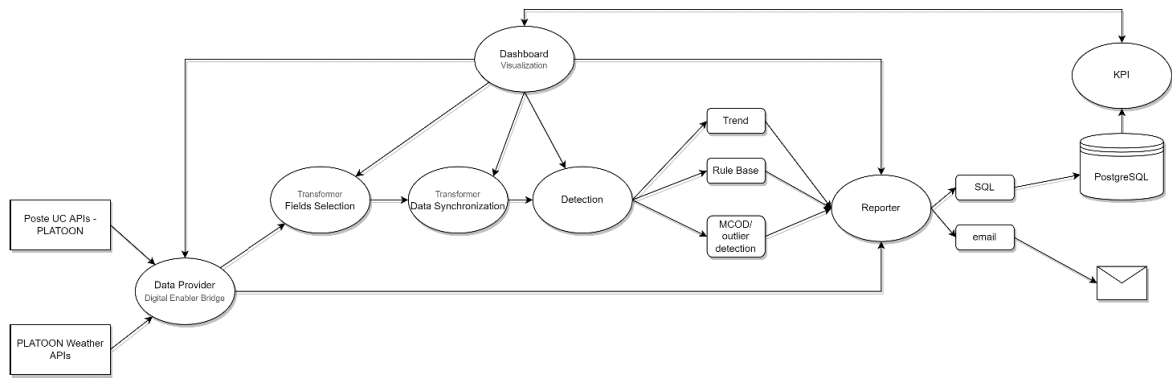 Dashboard
Visualization
KPI
Trend
Rule Base
MCOD/
outlier
detection
Transformer
Fields Selection
Transformer
Data Synchronization
Detection
Reporter
SQL
email
PostgreSQL
Poste UC APIs -
PLATOON
Data Provider
Digital Enabler Bridge
PLATOON Weather
APIs